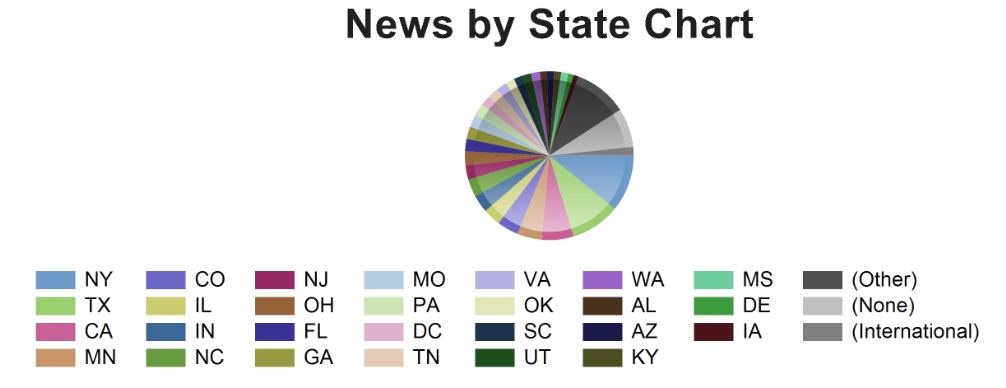 News by State Chart
NY CO NJ MO VA WA MS (Other)
TX IL OH PA OK AL DE (None)
CA IN FL DC SC AZ IA (International)
MN NC GA TN UT KY